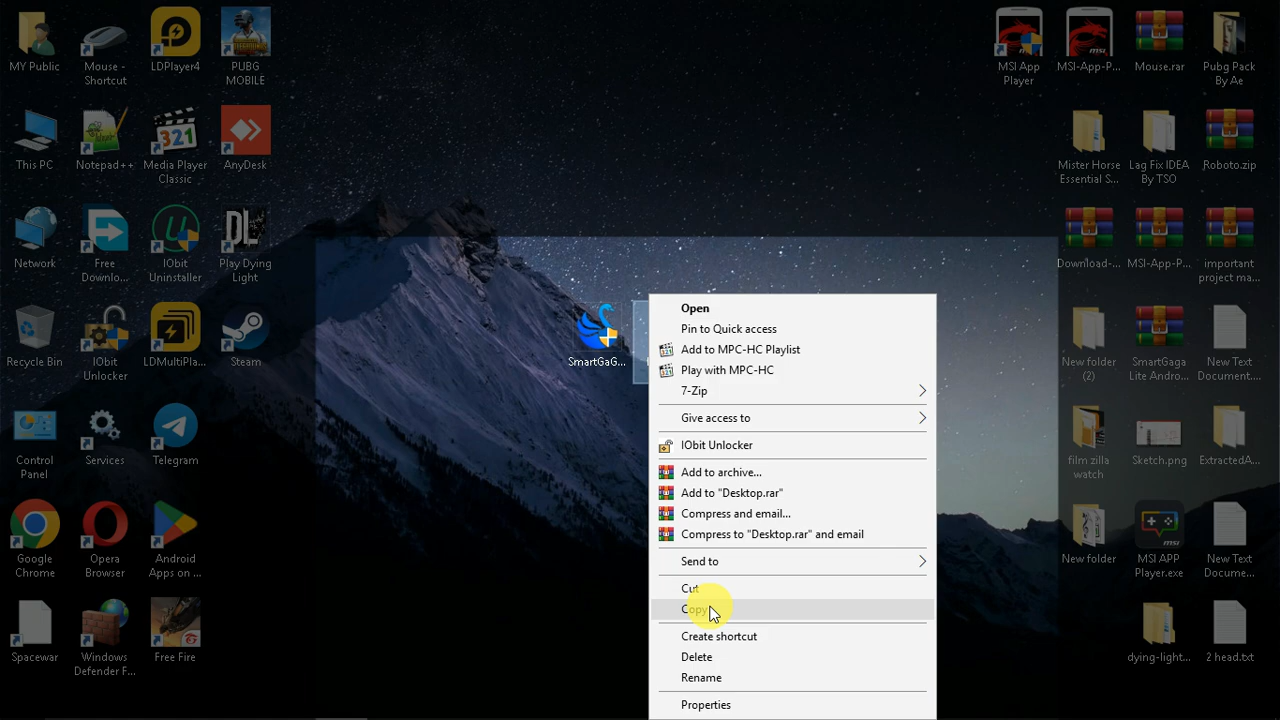 MY Public
Mouse -
Shortcut
LDPlayer4
PUBG
MOBILE
MSI App
Player
MSI-App-P...
Mouse.rar
Pubg Pack
By Ae
This PC
Notepad++
Media Player
Classic
AnyDesk
Mister Horse
Essential S...
Lag Fix IDEA
By TSO
Roboto.zip
Network
Free
Downlo...
IObit
Uninstaller
Play Dying
Light
Download-...
MSI-App-P...
important
project ma...
Recycle Bin
IObit
Unlocker
LDMultiPla...
Steam
SmartGaG...
New folder
(2)
SmartGaga
Lite Andro...
New Text
Document....
Control
Panel
Services
Telegram
film zilla
watch
Sketch.png
ExtractedA...
Google
Chrome
Opera
Browser
Android
Apps on ...
New folder
MSI APP
Player.exe
msi
New Text
Docume...
Spacewar
Windows
Defender F...
Free Fire
dying-light...
2 head.txt
Open
Pin to Quick access
Add to MPC-HC Playlist
Play with MPC-HC
7-Zip
Give access to
IObit Unlocker
Add to archive...
Add to "Desktop.rar"
Compress and email...
Compress to "Desktop.rar" and email
Send to
Cut
Copy
Create shortcut
Delete
Rename
Properties